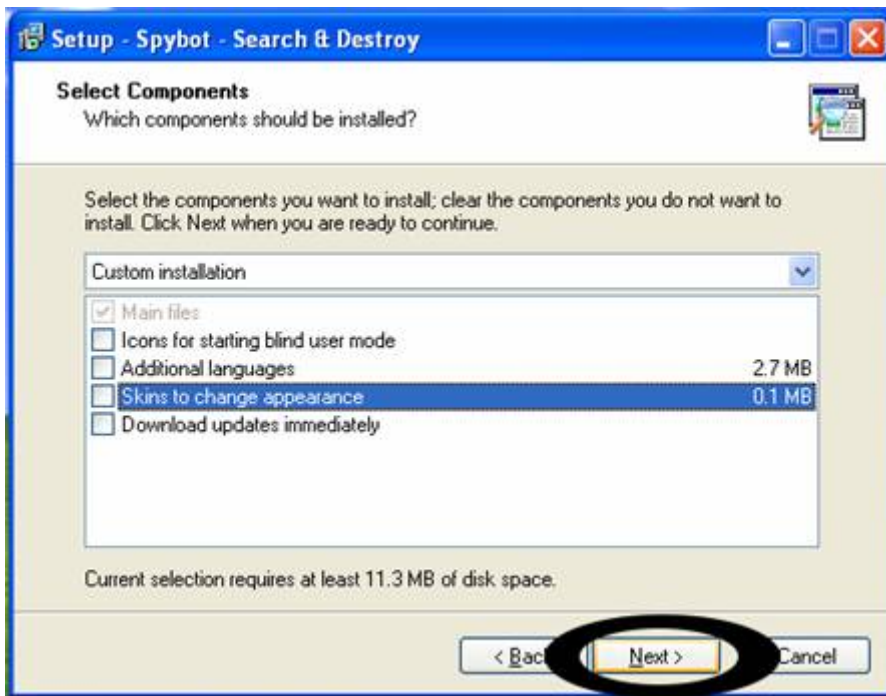 Setup - Spybot - Search & Destroy
Select Components
Which components should be installed?
Select the components you want to install; clear the components you do not want to
install. Click Next when you are ready to continue.
Custom installation
Main files
Icons for starting blind user mode
Additional languages 2.7 MB
Skins to change appearance 0.1 MB
Download updates immediately
Current selection requires at least 11.3 MB of disk space.
< Bac Next > Cancel